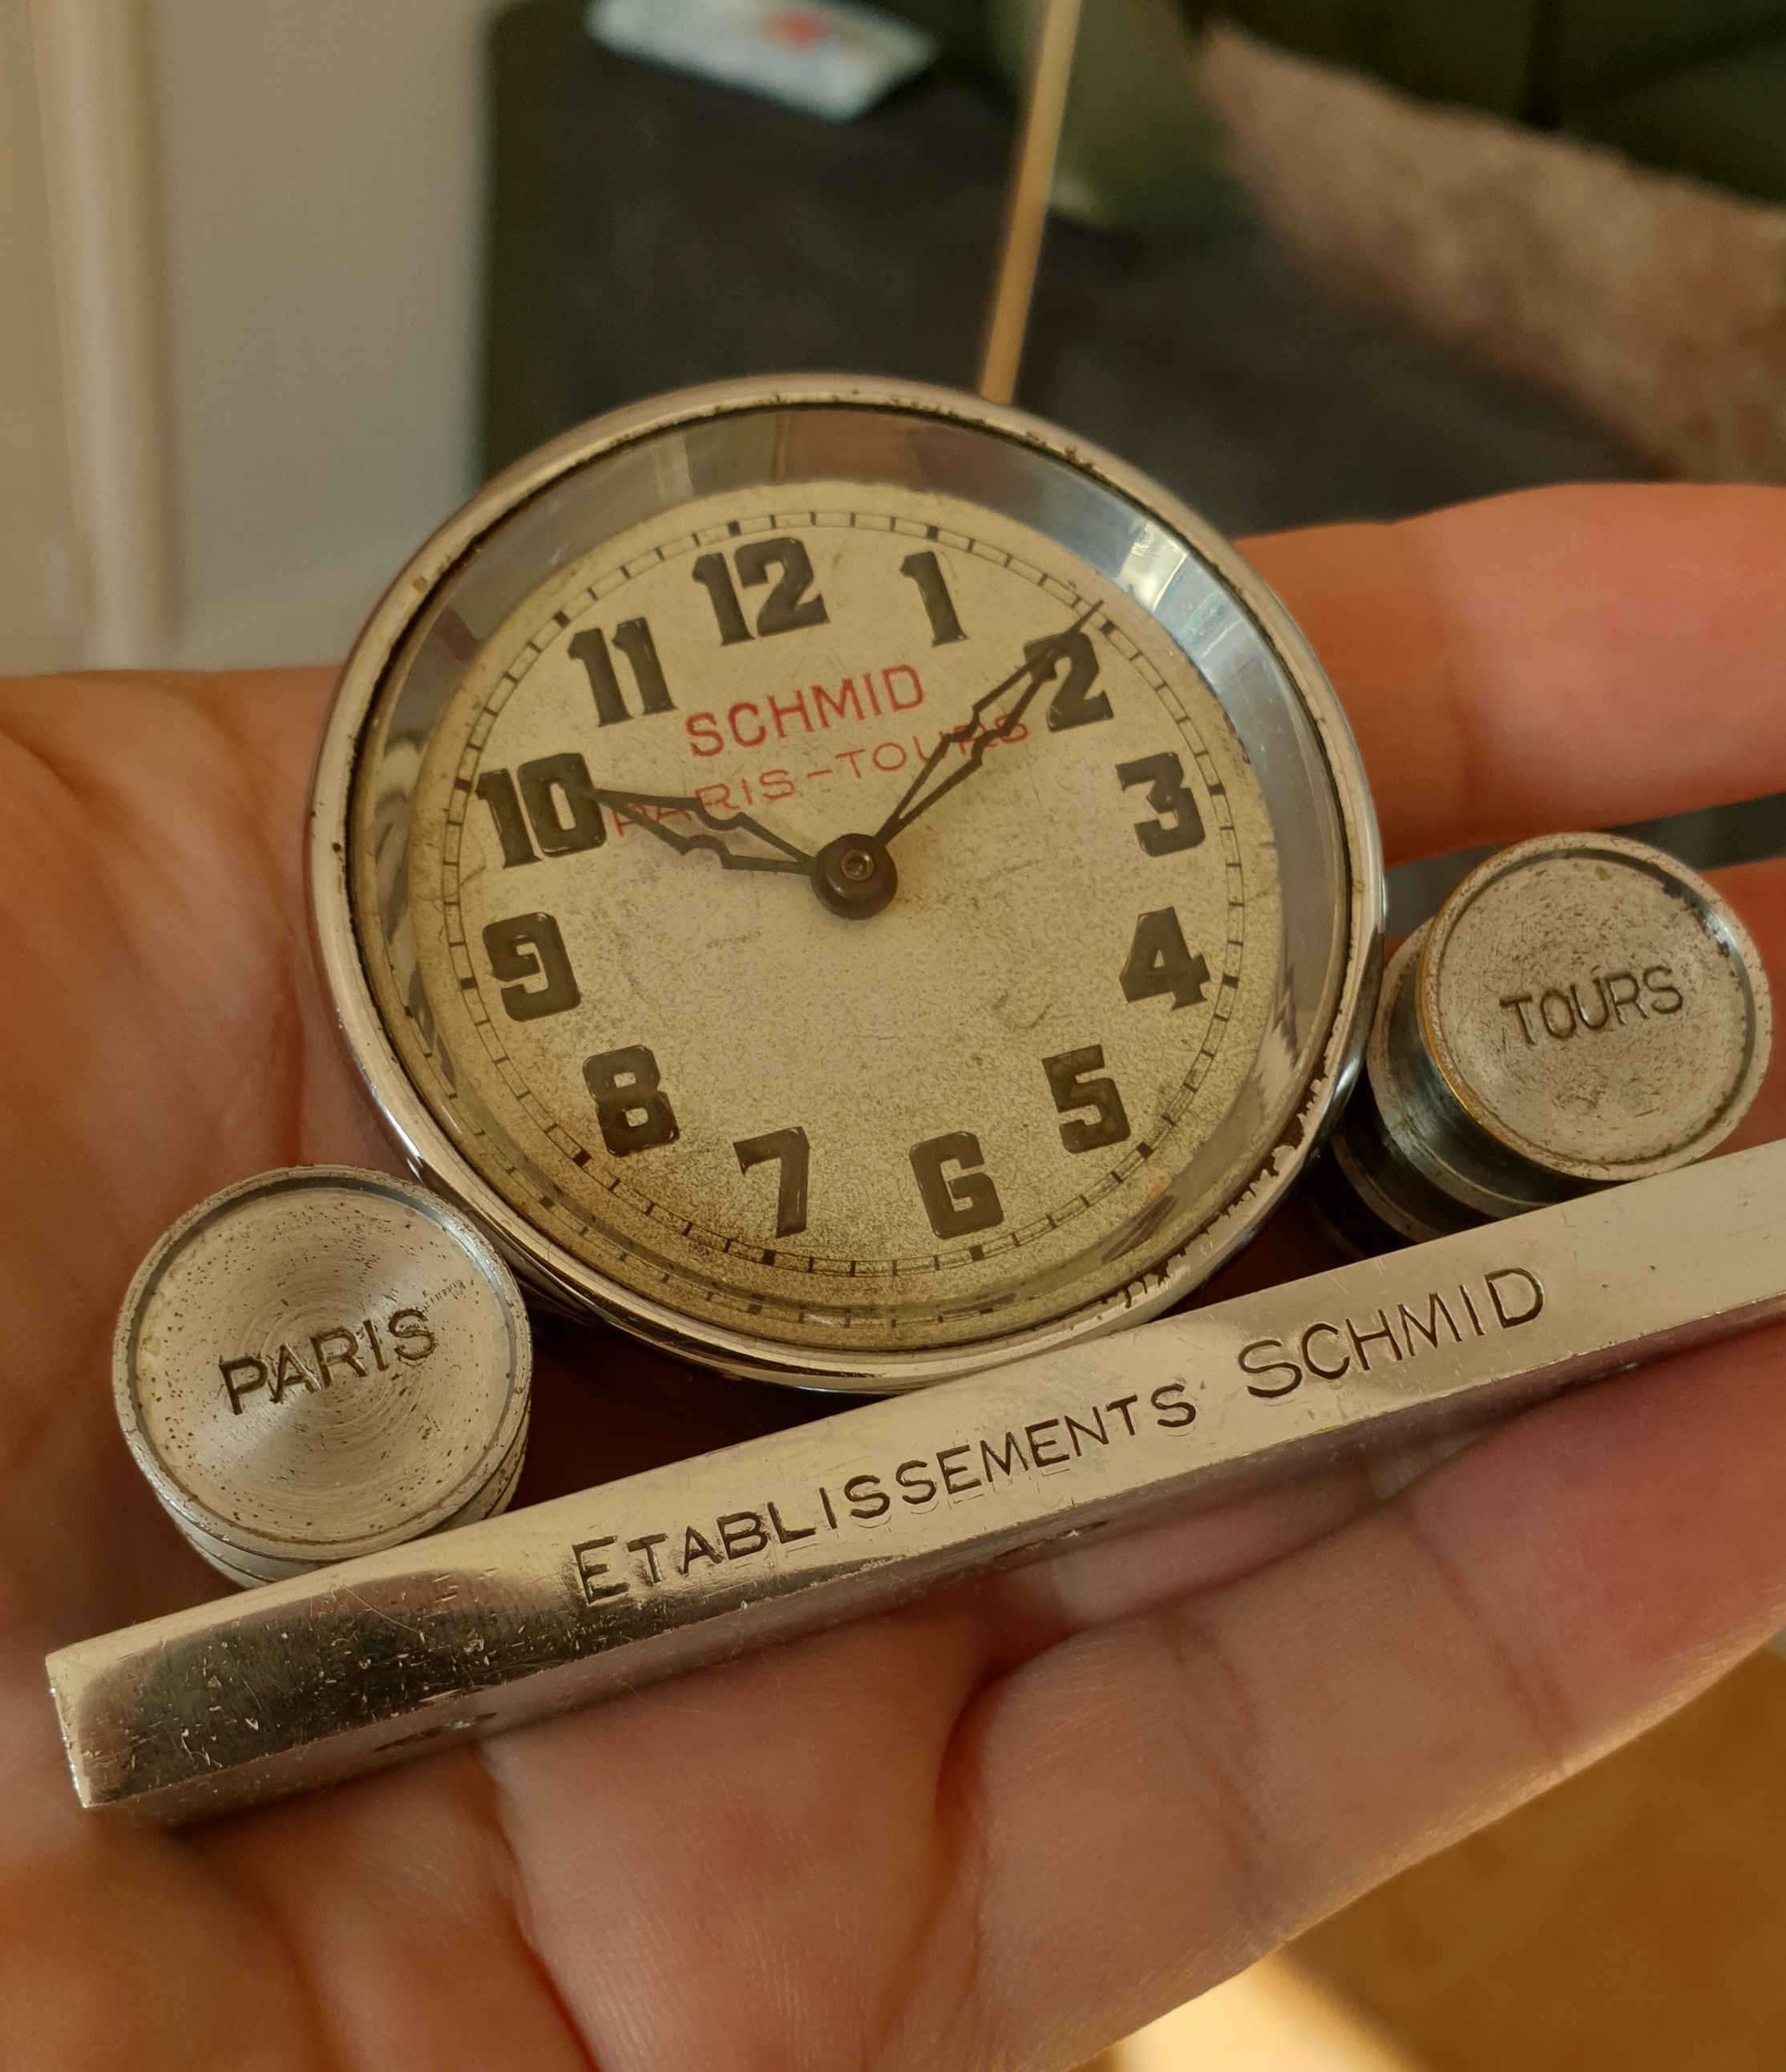 12
1
2
3
4
5
6
7
8
9
10
11
SCHMID
PARIS-TOURS
PARIS
TOURS
ETABLISSEMENTS SCHMID